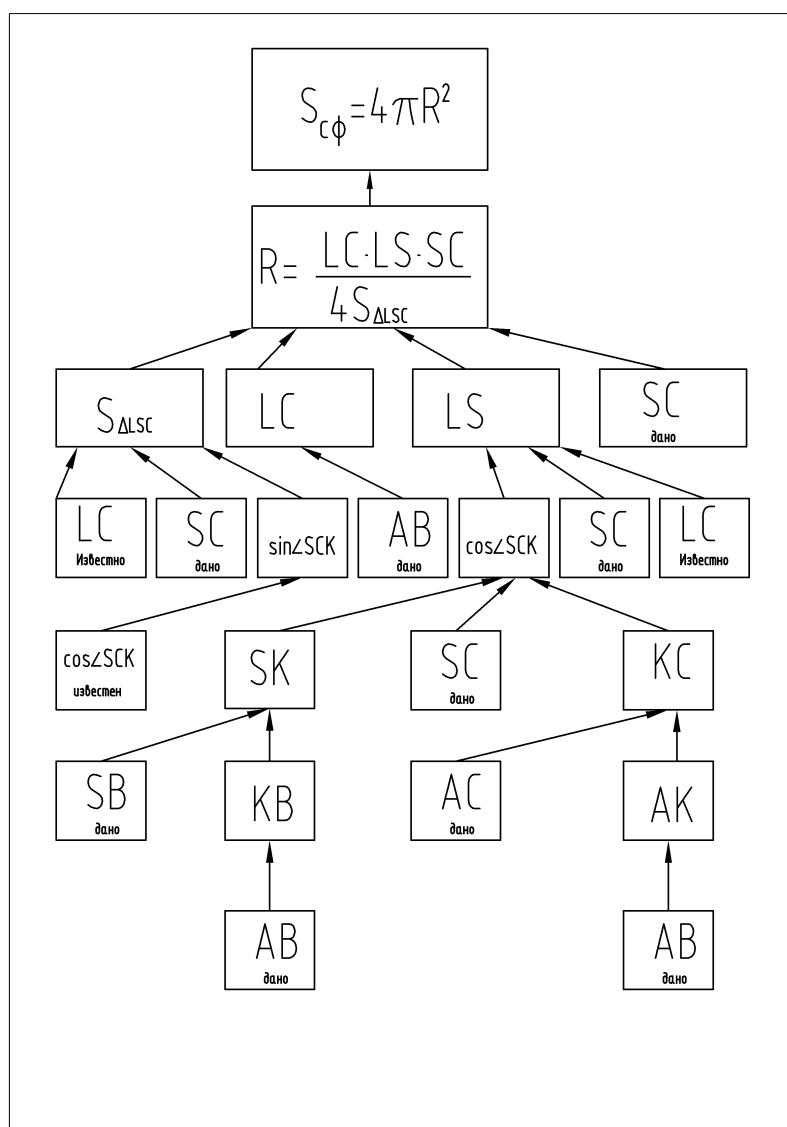 S_cф=4πR²
R= LC·LS·SC / 4S_ΔLSC
S_ΔLSC
LC
LS
SC
дано
LC
Известно
SC
дано
sin∠SCK
AB
дано
cos∠SCK
SC
дано
LC
Известно
cos∠SCK
известен
SK
SC
дано
KC
SB
дано
KB
AC
дано
AK
AB
дано
AB
дано